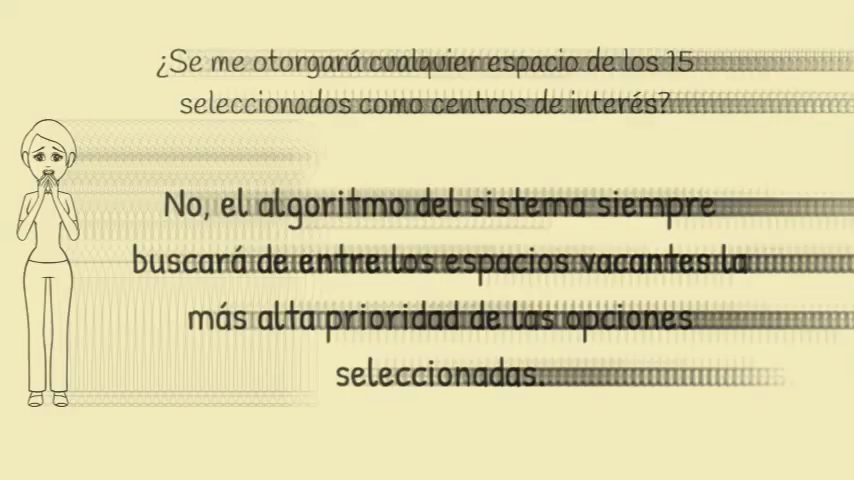 ¿Se me otorgará cualquier espacio de los 15
seleccionados como centros de interés?
No, el algoritmo del sistema siempre
buscará de entre los espacios vacantes la
más alta prioridad de las opciones
seleccionadas.